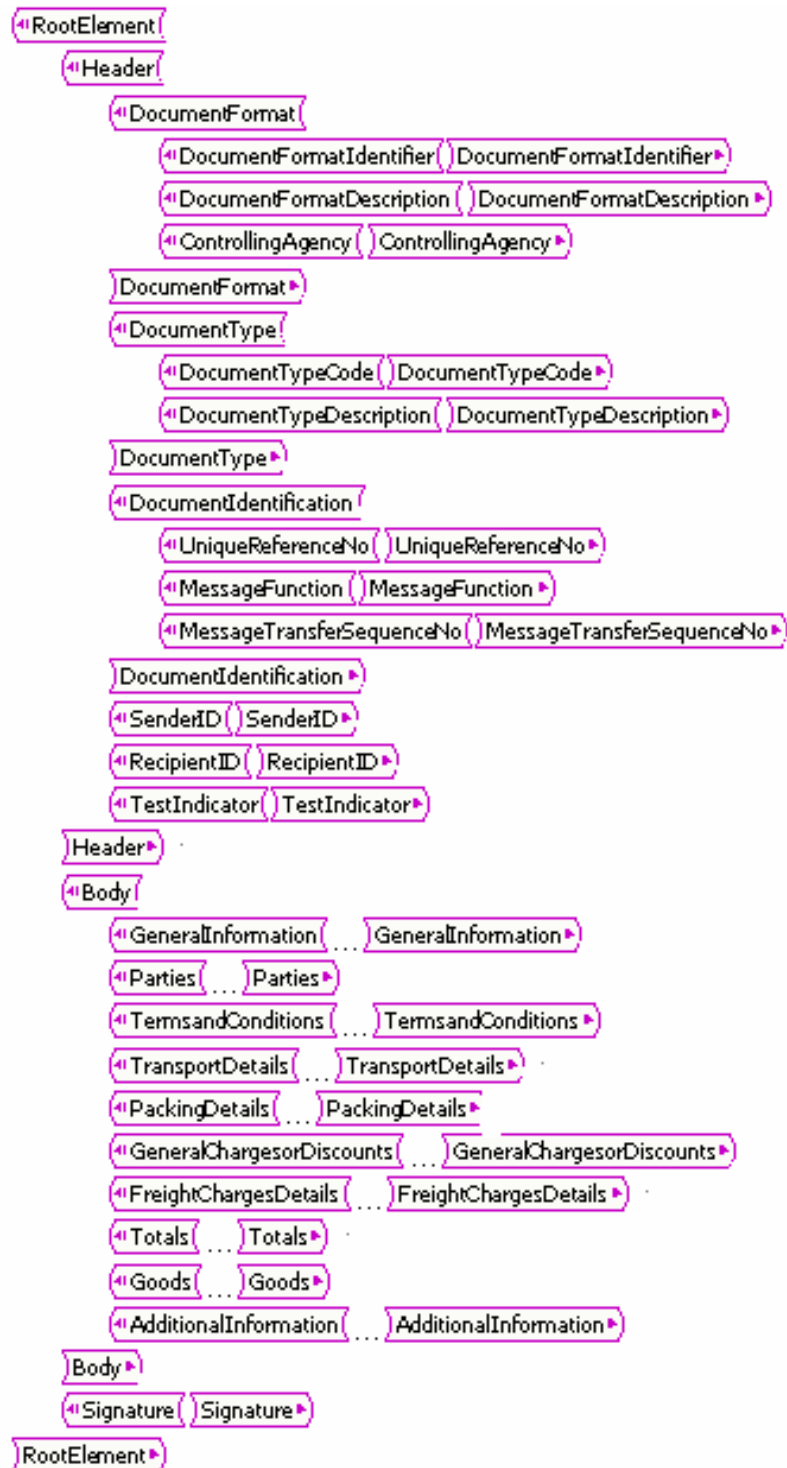 RootElement
Header
DocumentFormat
DocumentFormatIdentifier DocumentFormatIdentifier
DocumentFormatDescription DocumentFormatDescription
ControllingAgency ControllingAgency
DocumentFormat
DocumentType
DocumentTypeCode DocumentTypeCode
DocumentTypeDescription DocumentTypeDescription
DocumentType
DocumentIdentification
UniqueReferenceNo UniqueReferenceNo
MessageFunction MessageFunction
MessageTransferSequenceNo MessageTransferSequenceNo
DocumentIdentification
SenderID SenderID
RecipientID RecipientID
TestIndicator TestIndicator
Header
Body
GeneralInformation ... GeneralInformation
Parties ... Parties
TermsandConditions ... TermsandConditions
TransportDetails ... TransportDetails
PackingDetails ... PackingDetails
GeneralChargesorDiscounts ... GeneralChargesorDiscounts
FreightChargesDetails ... FreightChargesDetails
Totals ... Totals
Goods ... Goods
AdditionalInformation ... AdditionalInformation
Body
Signature Signature
RootElement